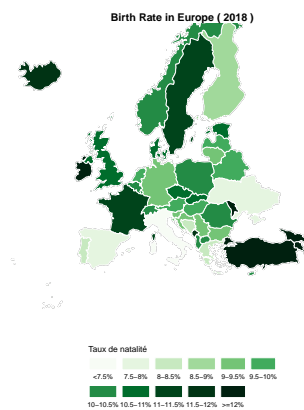 Birth Rate in Europe ( 2018 )
Taux de natalité
<7.5% 7.5–8% 8–8.5% 8.5–9% 9–9.5% 9.5–10%
10–10.5% 10.5–11% 11–11.5% 11.5–12% >=12%